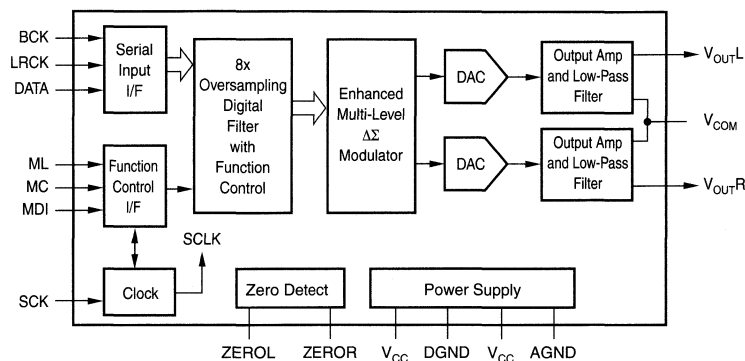 BCK
LRCK
DATA
Serial
Input
I/F
8x
Oversampling
Digital
Filter
with
Function
Control
Enhanced
Multi-Level
ΔΣ
Modulator
DAC
Output Amp
and Low-Pass
Filter
VOUTL
VCOM
DAC
Output Amp
and Low-Pass
Filter
VOUTR
ML
MC
MDI
Function
Control
I/F
SCLK
SCK
Clock
Zero Detect
Power Supply
ZEROL
ZEROR
VCC
DGND
VCC
AGND